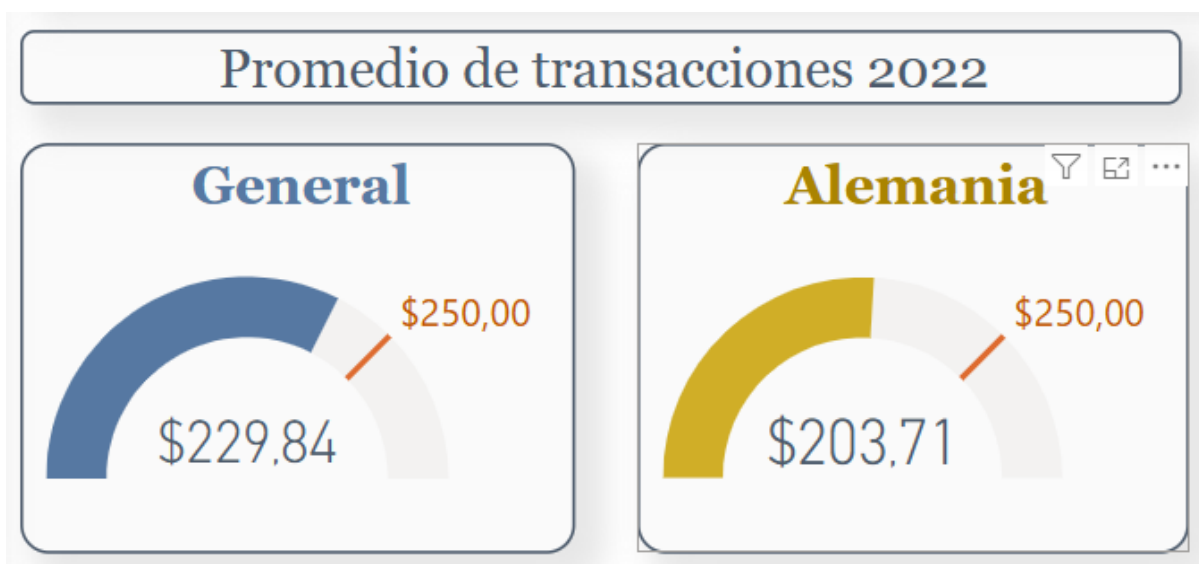 Promedio de transacciones 2022
General
$250,00
$229,84
Alemania
$250,00
$203,71